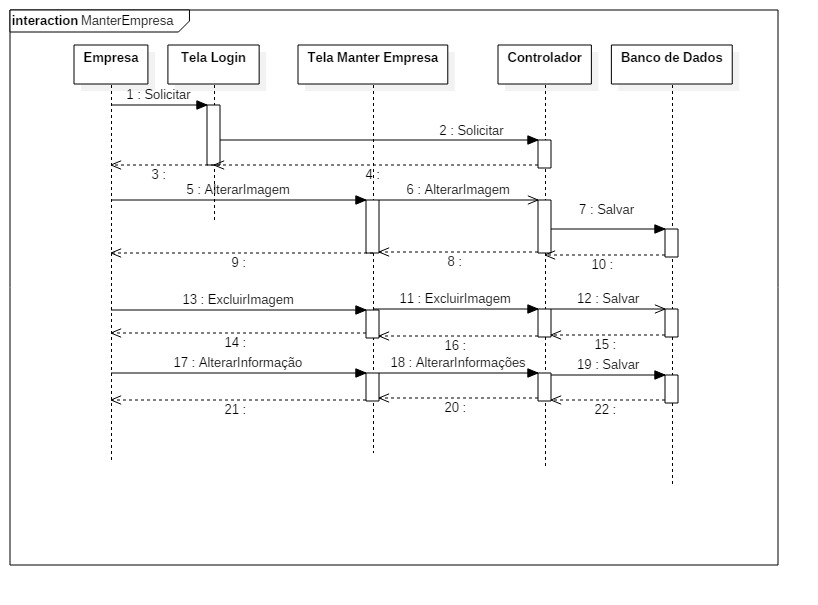 interaction ManterEmpresa
Empresa
Tela Login
Tela Manter Empresa
Controlador
Banco de Dados
1 : Solicitar
2 : Solicitar
3 :
4 :
5 : AlterarImagem
6 : AlterarImagem
7 : Salvar
9 :
8 :
10 :
13 : ExcluirImagem
11 : ExcluirImagem
12 : Salvar
14 :
16 :
15 :
17 : AlterarInformação
18 : AlterarInformações
19 : Salvar
21 :
20 :
22 :